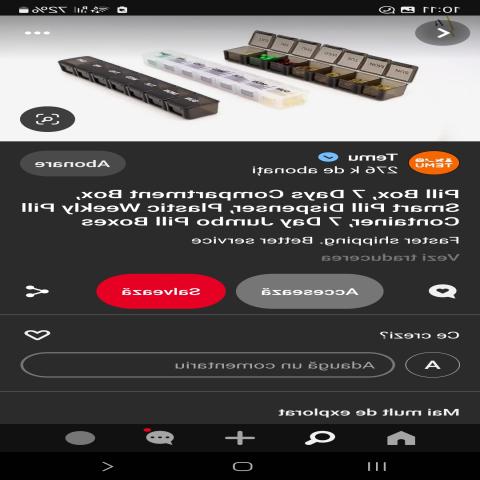 10:11
72%
Temu
276 k de abonați
Abonare
Pill Box, 7 Days Compartment Box,
Smart Pill Dispenser, Plastic Weekly Pill
Container, 7 Day Jumbo Pill Boxes
Faster shipping. Better service
Vezi traducerea
Accesează
Salvează
Ce crezi?
A
Adaugă un comentariu
Mai mult de explorat